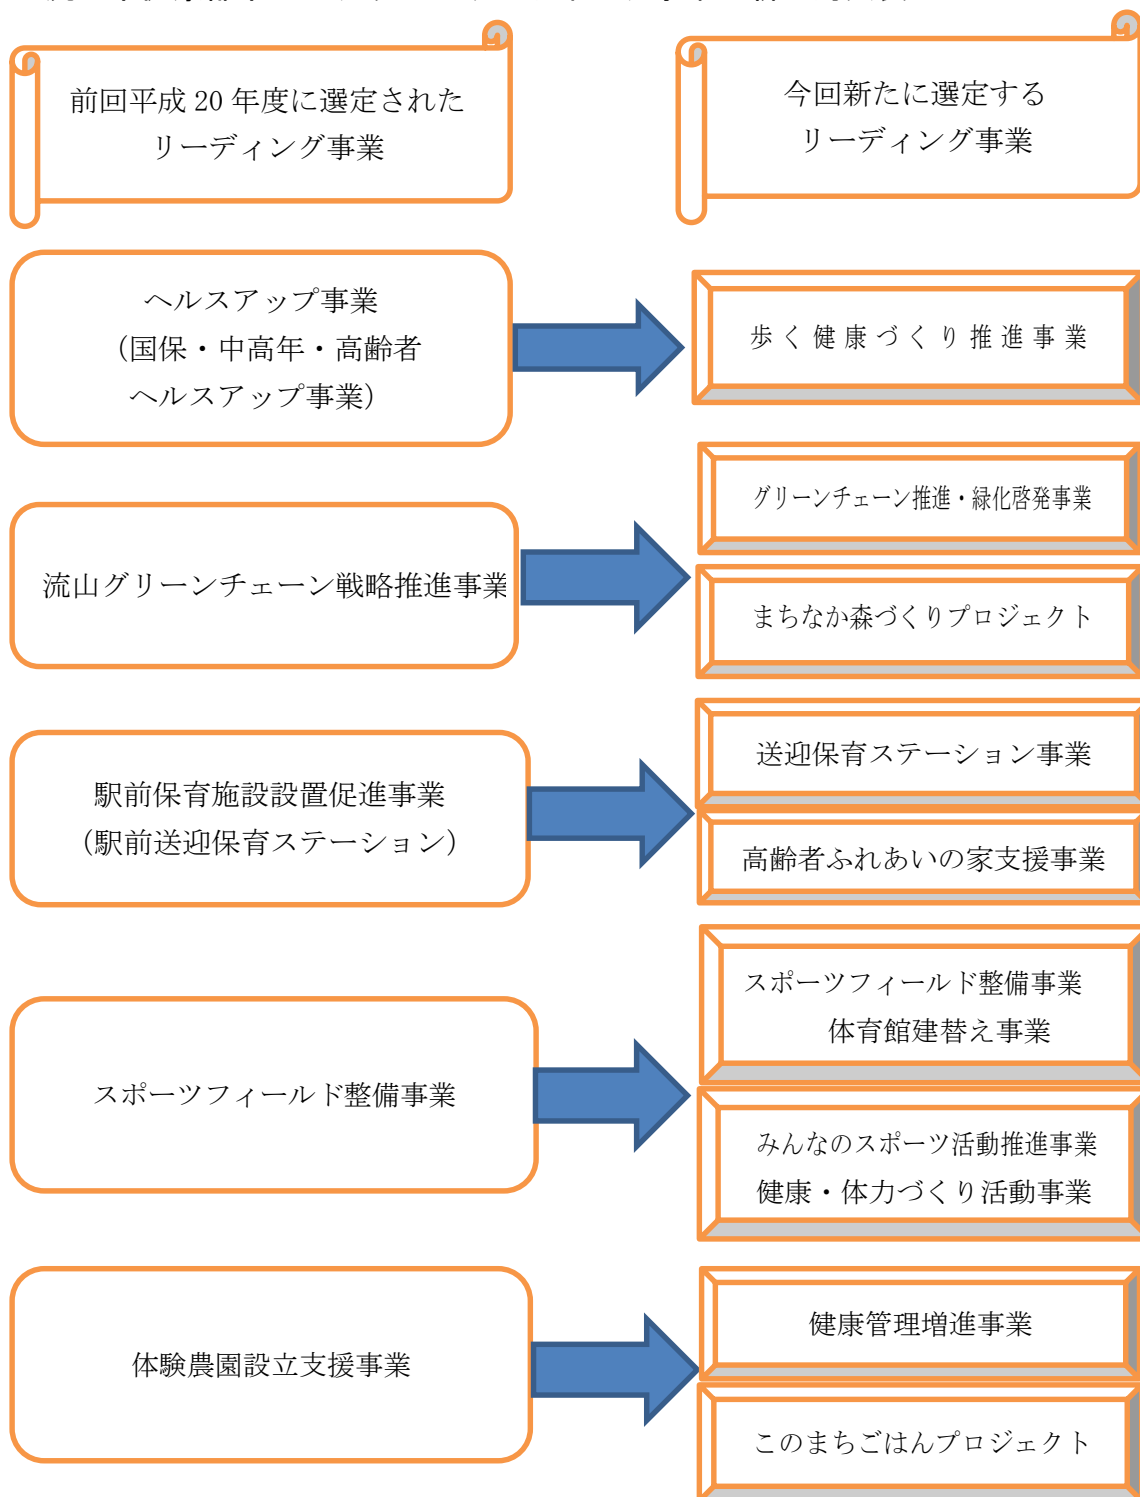 前回平成 20 年度に選定された
リーディング事業
今回新たに選定する
リーディング事業
ヘルスアップ事業
（国保・中高年・高齢者
ヘルスアップ事業）
歩く健康づくり推進事業
流山グリーンチェーン戦略推進事業
グリーンチェーン推進・緑化啓発事業
まちなか森づくりプロジェクト
駅前保育施設設置促進事業
（駅前送迎保育ステーション）
送迎保育ステーション事業
高齢者ふれあいの家支援事業
スポーツフィールド整備事業
スポーツフィールド整備事業
体育館建替え事業
みんなのスポーツ活動推進事業
健康・体力づくり活動事業
体験農園設立支援事業
健康管理増進事業
このまちごはんプロジェクト